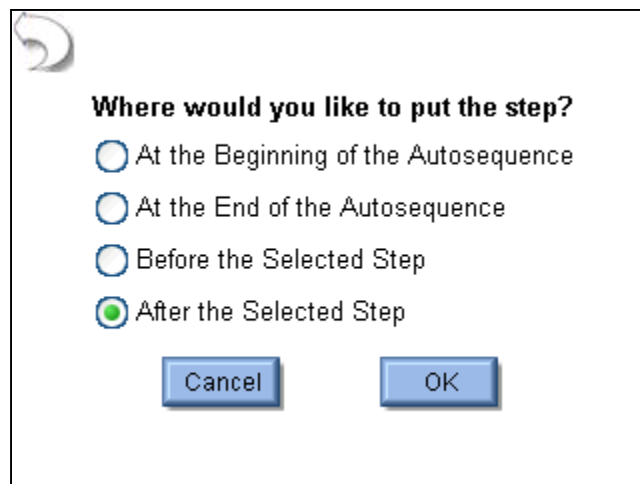 Where would you like to put the step?
At the Beginning of the Autosequence
At the End of the Autosequence
Before the Selected Step
After the Selected Step
Cancel OK